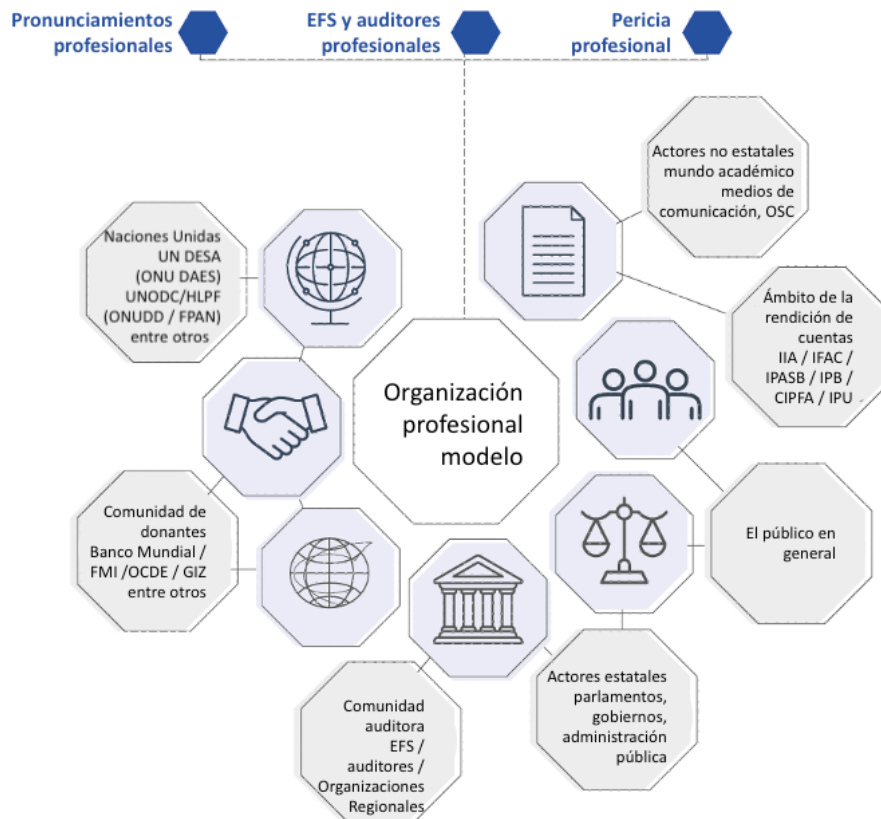 Pronunciamientos
profesionales
EFS y auditores
profesionales
Pericia
profesional
Actores no estatales
mundo académico
medios de
comunicación, OSC
Naciones Unidas
UN DESA
(ONU DAES)
UNODC/HLPF
(ONUDD / FPAN)
entre otros
Ámbito de la
rendición de
cuentas
IIA / IFAC /
IPASB / IPB /
CIPFA / IPU
Organización
profesional
modelo
Comunidad de
donantes
Banco Mundial /
FMI /OCDE / GIZ
entre otros
El público en
general
Actores estatales
parlamentos,
gobiernos,
administración
pública
Comunidad
auditora
EFS /
auditores /
Organizaciones
Regionales